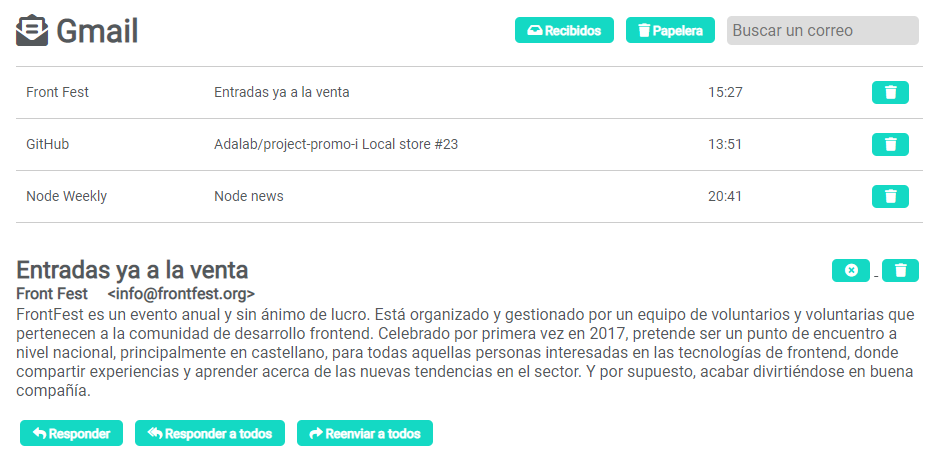 Gmail Recibidos Papelera Buscar un correo
Front Fest Entradas ya a la venta 15:27
GitHub Adalab/project-promo-i Local store #23 13:51
Node Weekly Node news 20:41
Entradas ya a la venta -
Front Fest <info@frontfest.org>
FrontFest es un evento anual y sin ánimo de lucro. Está organizado y gestionado por un equipo de voluntarios y voluntarias que
pertenecen a la comunidad de desarrollo frontend. Celebrado por primera vez en 2017, pretende ser un punto de encuentro a
nivel nacional, principalmente en castellano, para todas aquellas personas interesadas en las tecnologías de frontend, donde
compartir experiencias y aprender acerca de las nuevas tendencias en el sector. Y por supuesto, acabar divirtiéndose en buena
compañía.
Responder Responder a todos Reenviar a todos